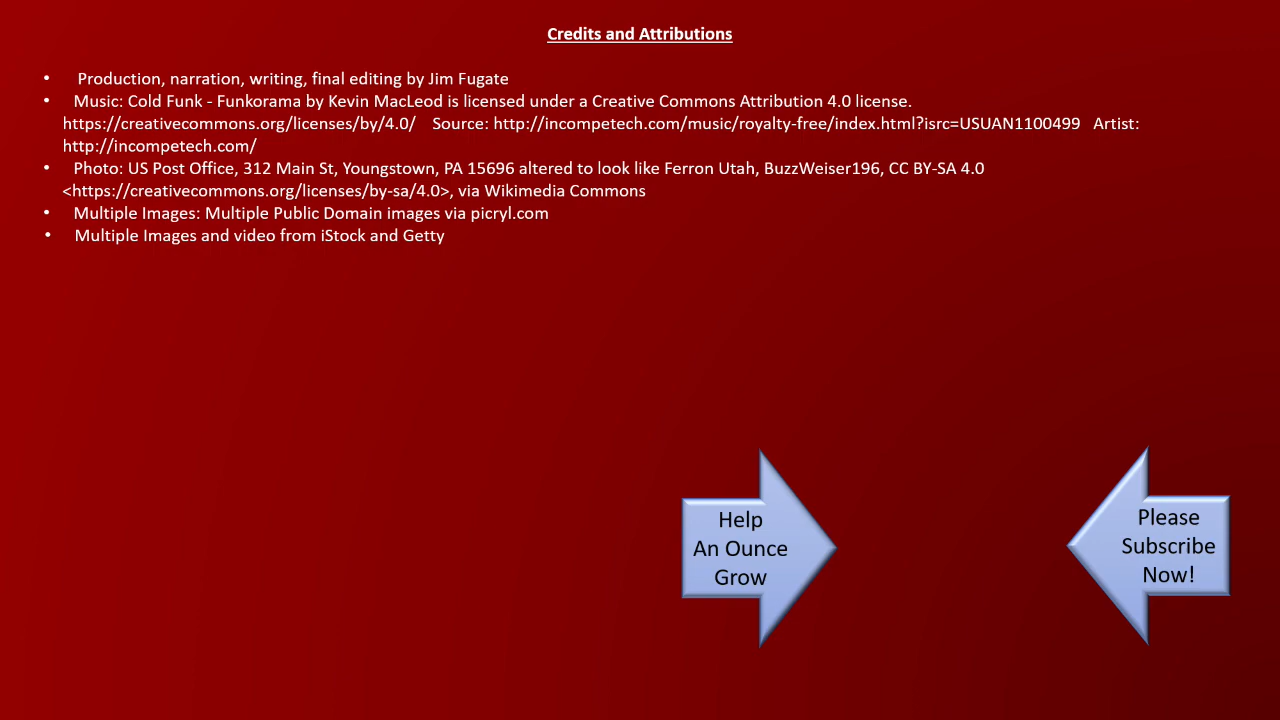 Credits and Attributions
• Production, narration, writing, final editing by Jim Fugate
• Music: Cold Funk - Funkorama by Kevin MacLeod is licensed under a Creative Commons Attribution 4.0 license.
https://creativecommons.org/licenses/by/4.0/ Source: http://incompetech.com/music/royalty-free/index.html?isrc=USUAN1100499 Artist:
http://incompetech.com/
• Photo: US Post Office, 312 Main St, Youngstown, PA 15696 altered to look like Ferron Utah, BuzzWeiser196, CC BY-SA 4.0
<https://creativecommons.org/licenses/by-sa/4.0>, via Wikimedia Commons
• Multiple Images: Multiple Public Domain images via picryl.com
• Multiple Images and video from iStock and Getty
Help
An Ounce
Grow
Please
Subscribe
Now!